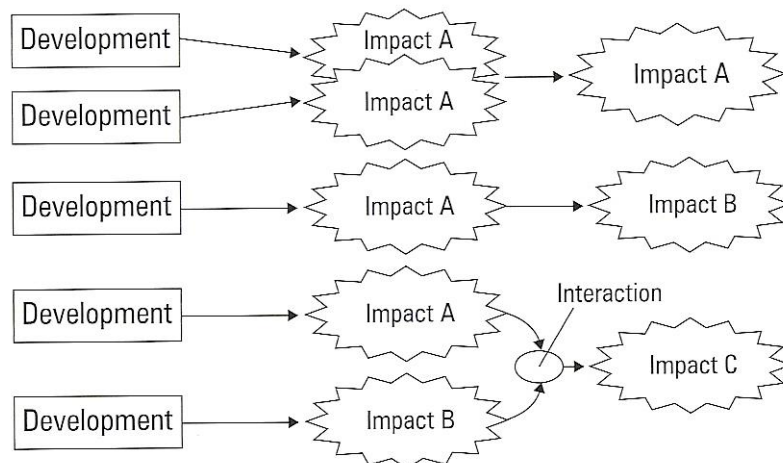 Development
Impact A
Impact A
Development
Impact A
Development
Impact A
Impact B
Development
Impact A
Interaction
Impact C
Development
Impact B